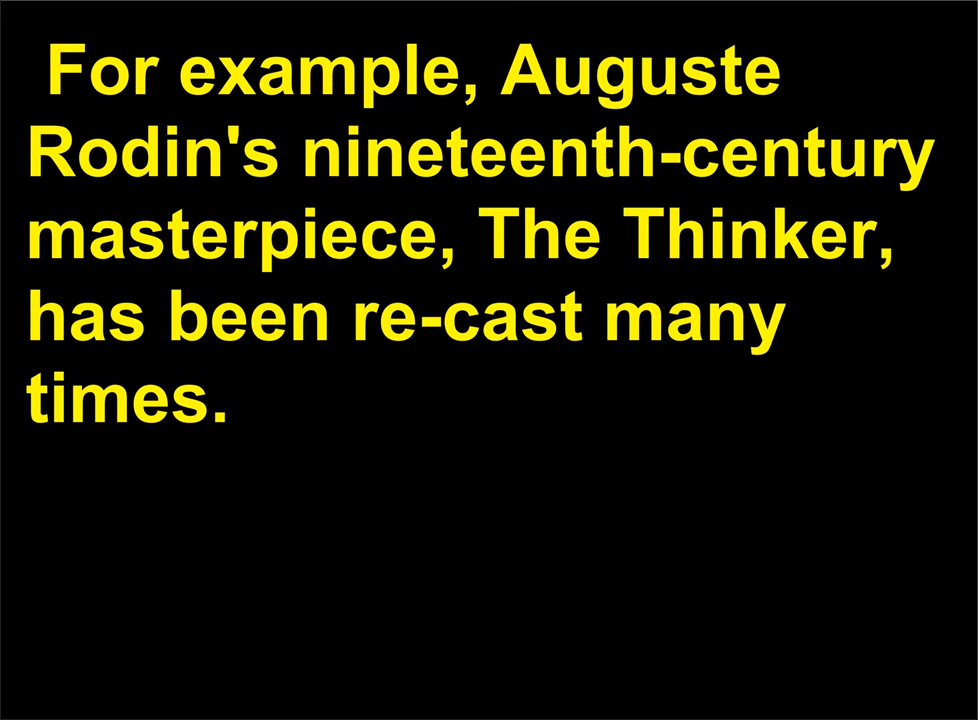 For example, Auguste
Rodin's nineteenth-century
masterpiece, The Thinker,
has been re-cast many
times.